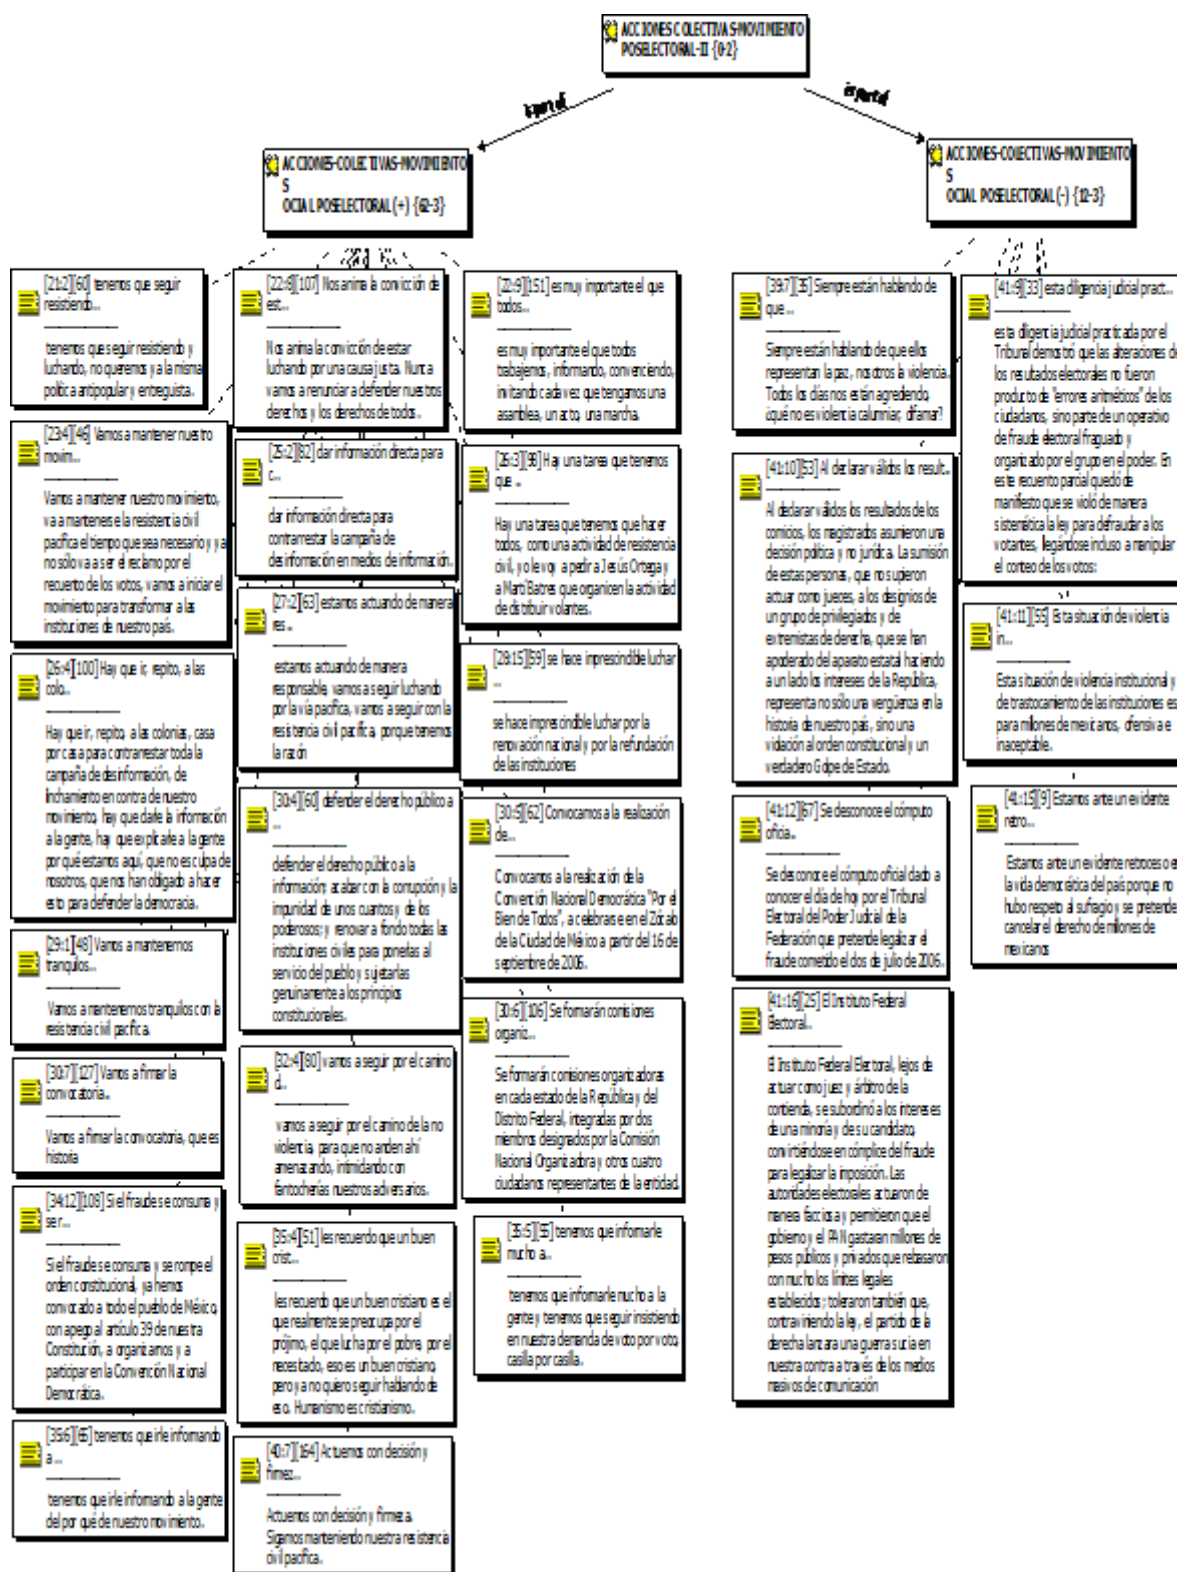 ACCIONES COLECTIVAS-MOVIMIENTO
POSELECTORAL-II {0-2}
is part of
is part of
ACCIONES-COLECTIVAS-MOVIMIENTO
S
OCIAL POSELECTORAL (+) {62-3}
ACCIONES-COLECTIVAS-MOVIMIENTO
S
OCIAL POSELECTORAL (-) {12-3}
[21:2][60] tenemos que seguir
resistiendo...
tenemos que seguir resistiendo y
luchando, no queremos ya la misma
política antipopular y entreguista..
[23:4][46] Vamos a mantener nuestro
movim...
Vamos a mantener nuestro movimiento,
va a mantenerse la resistencia civil
pacífica el tiempo que sea necesario y ya
no sólo va a ser el reclamo por el
recuento de los votos, vamos a iniciar el
movimiento para transformar a las
instituciones de nuestro país.
[26:4][100] Hay que ir, repito, a las
colo...
Hay que ir, repito, a las colonias, casa
por casa para contrarrestar toda la
campaña de desinformación, de
linchamiento en contra de nuestro
movimiento, hay que darle la información
a la gente, hay que explicarle a la gente
por qué estamos aquí, que no es culpa de
nosotros, que nos han obligado a hacer
esto para defender la democracia.
[29:1][48] Vamos a mantenernos
tranquilos...
Vamos a mantenernos tranquilos con la
resistencia civil pacífica.
[30:7][127] Vamos a firmar la
convocatoria...
Vamos a firmar la convocatoria, que es
historia
[34:12][108] Si el fraude se consuma y
se r...
Si el fraude se consuma y se rompe el
orden constitucional, ya hemos
convocado a todo el pueblo de México,
con apego al artículo 39 de nuestra
Constitución, a organizarnos y a
participar en la Convención Nacional
Democrática.
[35:6][65] tenemos que irle informando
a ...
tenemos que irle informando a la gente
del por qué de nuestro movimiento.
[22:8][107] Nos anima la convicción de
est...
Nos anima la convicción de estar
luchando por una causa justa. Nunca
vamos a renunciar a defender nuestros
derechos y los derechos de todos.
[25:2][82] dar información directa para
c...
dar información directa para
contrarrestar la campaña de
desinformación en medios de información.
[27:2][63] estamos actuando de manera
res...
estamos actuando de manera
responsable, vamos a seguir luchando
por la vía pacífica, vamos a seguir con la
resistencia civil pacífica, porque tenemos
la razón
[30:4][60] defender el derecho público a
...
defender el derecho público a la
información; acabar con la corrupción y la
impunidad de unos cuantos y de los
poderosos; y renovar a fondo todas las
instituciones civiles para ponerlas al
servicio del pueblo y sujetarlas
genuinamente a los principios
constitucionales.
[32:4][80] vamos a seguir por el camino
d...
vamos a seguir por el camino de la no
violencia, para que no anden ahí
amenazando, intimidando con
fantocherías nuestros adversarios.
[35:4][51] les recuerdo que un buen
crist...
les recuerdo que un buen cristiano es el
que realmente se preocupa por el
prójimo, el que lucha por el pobre, por el
necesitado, eso es un buen cristiano,
pero ya no quiero seguir hablando de
eso. Humanismo es cristianismo.
[40:7][164] Actuemos con decisión y
firmez...
Actuemos con decisión y firmeza.
Sigamos manteniendo nuestra resistencia
civil pacífica.
[22:9][151] es muy importante el que
todos...
es muy importante el que todos
trabajemos, informando, convenciendo,
invitando cada vez que tengamos una
asamblea, un acto, una marcha.
[26:3][99] Hay una tarea que tenemos
que ...
Hay una tarea que tenemos que hacer
todos, como una actividad de resistencia
civil, yo le voy a pedir a Jesús Ortega y
a Martí Batres que organicen la actividad
de distribuir volantes.
[28:15][59] se hace imprescindible luchar
...
se hace imprescindible luchar por la
renovación nacional y por la refundación
de las instituciones
[30:5][62] Convocamos a la realización
de...
Convocamos a la realización de la
Convención Nacional Democrática "Por el
Bien de Todos", a celebrarse en el Zócalo
de la Ciudad de México a partir del 16 de
septiembre de 2006.
[30:6][106] Se formarán comisiones
organiz...
Se formarán comisiones organizadoras
en cada estado de la República y del
Distrito Federal, integradas por dos
miembros designados por la Comisión
Nacional Organizadora y otros cuatro
ciudadanos representantes de la entidad.
[35:5][55] tenemos que informarle
mucho a...
tenemos que informarle mucho a la
gente y tenemos que seguir insistiendo
en nuestra demanda de voto por voto,
casilla por casilla.
[39:7][35] Siempre están hablando de
que ...
Siempre están hablando de que ellos
representan la paz, nosotros la violencia.
Todos los días nos están agrediendo,
¿qué no es violencia calumniar, difamar?
[41:10][53] Al declarar válidos los result...
Al declarar válidos los resultados de los
comicios, los magistrados asumieron una
decisión política y no jurídica. La sumisión
de estas personas, que no supieron
actuar como jueces, a los designios de
un grupo de privilegiados y de
extremistas de derecha, que se han
apoderado del aparato estatal haciendo
a un lado los intereses de la República,
representa no sólo una vergüenza en la
historia de nuestro país, sino una
violación al orden constitucional y un
verdadero Golpe de Estado.
[41:12][67] Se desconoce el cómputo
oficia...
Se desconoce el cómputo oficial dado a
conocer el día de hoy por el Tribunal
Electoral del Poder Judicial de la
Federación que pretende legalizar el
fraude cometido el dos de julio de 2006.
[41:16][25] El Instituto Federal
Electoral...
El Instituto Federal Electoral, lejos de
actuar como juez y árbitro de la
contienda, se subordinó a los intereses
de una minoría y de su candidato,
convirtiéndose en cómplice del fraude
para legalizar la imposición. Las
autoridades electorales actuaron de
manera facciosa y permitieron que el
gobierno y el PAN gastaran millones de
pesos públicos y privados que rebasaron
con mucho los límites legales
establecidos; toleraron también que,
contraviniendo la ley, el partido de la
derecha lanzara una guerra sucia en
nuestra contra a través de los medios
masivos de comunicación
[41:9][33] esta diligencia judicial pract...
esta diligencia judicial practicada por el
Tribunal demostró que las alteraciones de
los resultados electorales no fueron
producto de "errores aritméticos" de los
ciudadanos, sino parte de un operativo
de fraude electoral fraguado y
organizado por el grupo en el poder. En
este recuento parcial quedó de
manifiesto que se violó de manera
sistemática la ley para defraudar a los
votantes, llegándose incluso a manipular
el conteo de los votos:
[41:11][55] Esta situación de violencia
in...
Esta situación de violencia institucional y
de trastocamiento de las instituciones es
para millones de mexicanos, ofensiva e
inaceptable.
[41:15][9] Estamos ante un evidente
retro...
Estamos ante un evidente retroceso en
la vida democrática del país porque no
hubo respeto al sufragio y se pretende
cancelar el derecho de millones de
mexicanos